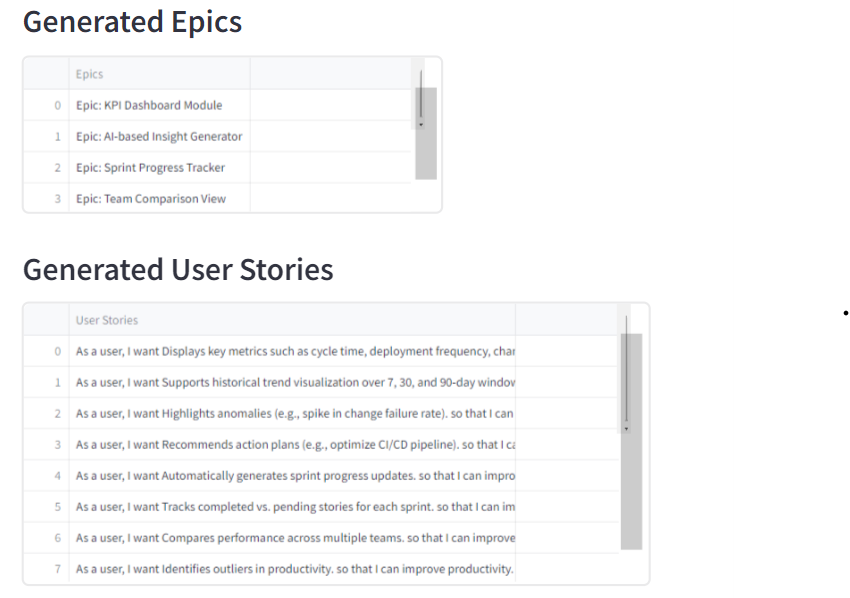 Generated Epics
Epics
0 Epic: KPI Dashboard Module
1 Epic: AI-based Insight Generator
2 Epic: Sprint Progress Tracker
3 Epic: Team Comparison View
Generated User Stories
User Stories
0 As a user, I want Displays key metrics such as cycle time, deployment frequency, char
1 As a user, I want Supports historical trend visualization over 7, 30, and 90-day window
2 As a user, I want Highlights anomalies (e.g., spike in change failure rate). so that I can
3 As a user, I want Recommends action plans (e.g., optimize CI/CD pipeline). so that I ca
4 As a user, I want Automatically generates sprint progress updates. so that I can impro
5 As a user, I want Tracks completed vs. pending stories for each sprint. so that I can im
6 As a user, I want Compares performance across multiple teams. so that I can improve
7 As a user, I want Identifies outliers in productivity. so that I can improve productivity.